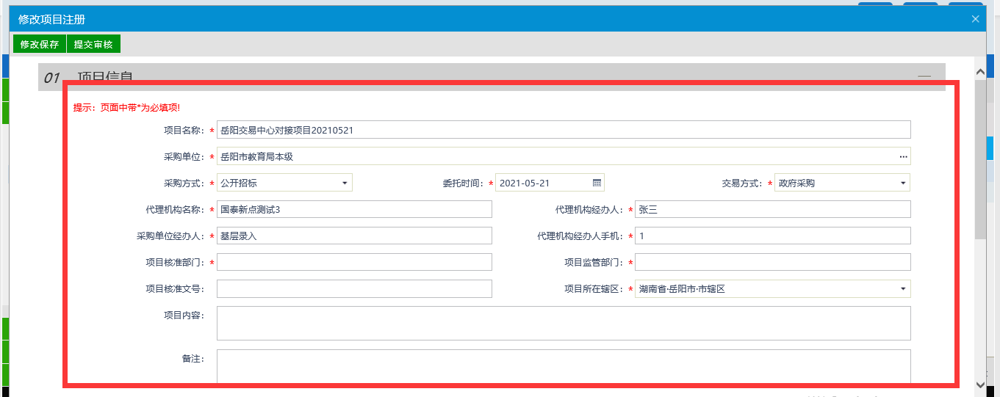 修改项目注册
修改保存 提交审核
01 项目信息
提示：页面中带*为必填项!
项目名称：* 岳阳交易中心对接项目20210521
采购单位：* 岳阳市教育局本级 ...
采购方式：* 公开招标 委托时间：* 2021-05-21 交易方式：* 政府采购
代理机构名称：* 国泰新点测试3 代理机构经办人：* 张三
采购单位经办人：* 基层录入 代理机构经办人手机：* 1
项目核准部门：* 项目监管部门：*
项目核准文号： 项目所在辖区：* 湖南省·岳阳市·市辖区
项目内容：
备注：